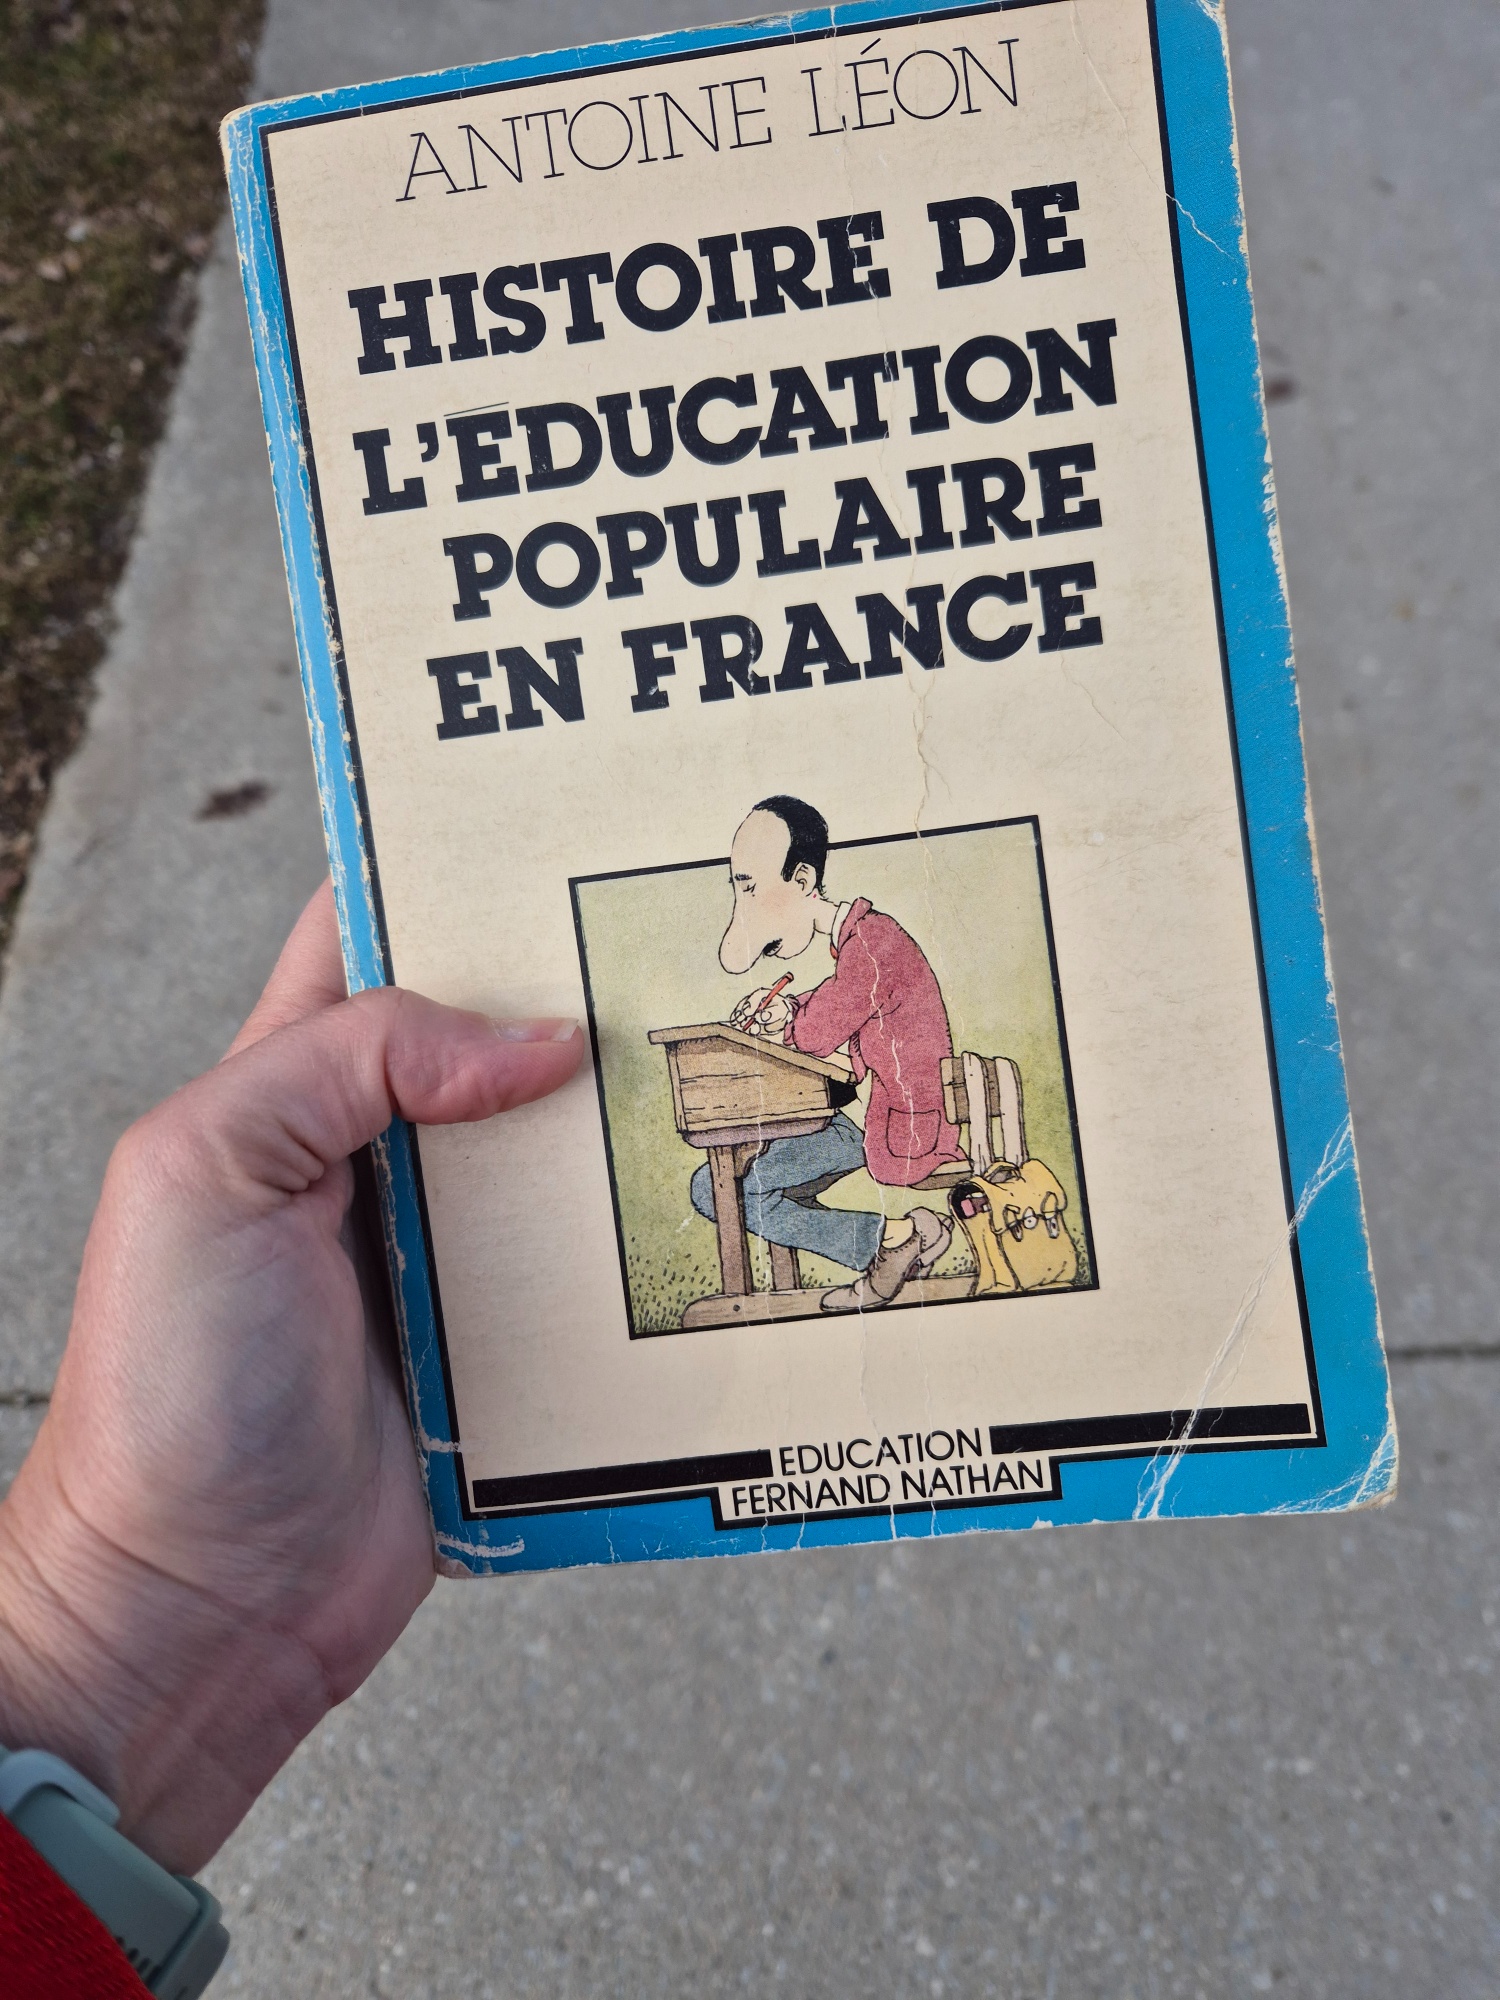 ANTOINE LÉON
HISTOIRE DE
L'ÉDUCATION
POPULAIRE
EN FRANCE
EDUCATION
FERNAND NATHAN